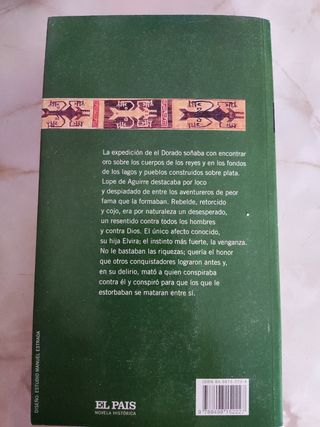 La expedición de el Dorado soñaba con encontrar
oro sobre los cuerpos de los reyes y en los fondos
de los lagos y pueblos construidos sobre plata.
Lope de Aguirre destacaba por loco
y despiadado de entre los aventureros de peor
fama que la formaban. Rebelde, retorcido
y cojo, era por naturaleza un desesperado,
un resentido contra todos los hombres
y contra Dios. El único afecto conocido,
su hija Elvira; el instinto más fuerte, la venganza.
No le bastaban las riquezas; quería el honor
que otros conquistadores lograron antes y,
en su delirio, mató a quien conspiraba
contra él y conspiró para que los que le
estorbaban se mataran entre sí.
DISEÑO: ESTUDIO MANUEL ESTRADA
EL PAIS
NOVELA HISTÓRICA